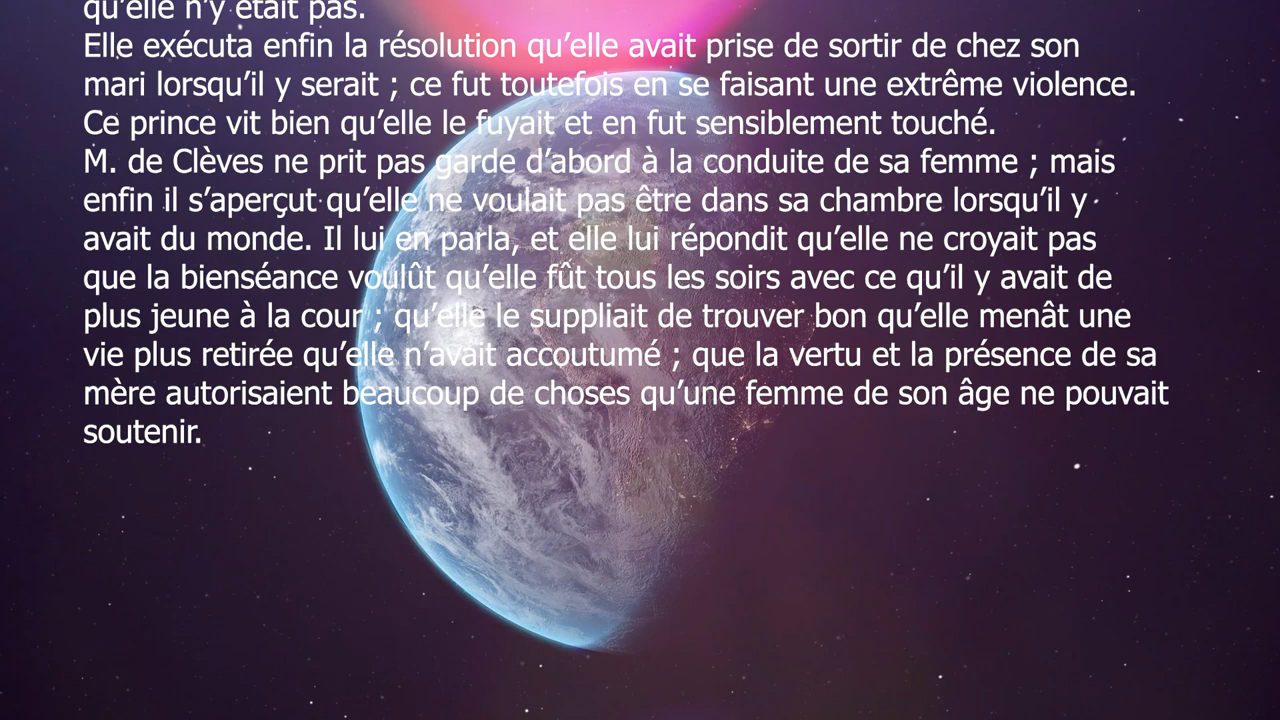 qu’elle n’y était pas.
Elle exécuta enfin la résolution qu’elle avait prise de sortir de chez son
mari lorsqu’il y serait ; ce fut toutefois en se faisant une extrême violence.
Ce prince vit bien qu’elle le fuyait et en fut sensiblement touché.
M. de Clèves ne prit pas garde d’abord à la conduite de sa femme ; mais
enfin il s’aperçut qu’elle ne voulait pas être dans sa chambre lorsqu’il y
avait du monde. Il lui en parla, et elle lui répondit qu’elle ne croyait pas
que la bienséance voulût qu’elle fût tous les soirs avec ce qu’il y avait de
plus jeune à la cour ; qu’elle le suppliait de trouver bon qu’elle menât une
vie plus retirée qu’elle n’avait accoutumé ; que la vertu et la présence de sa
mère autorisaient beaucoup de choses qu’une femme de son âge ne pouvait
soutenir.